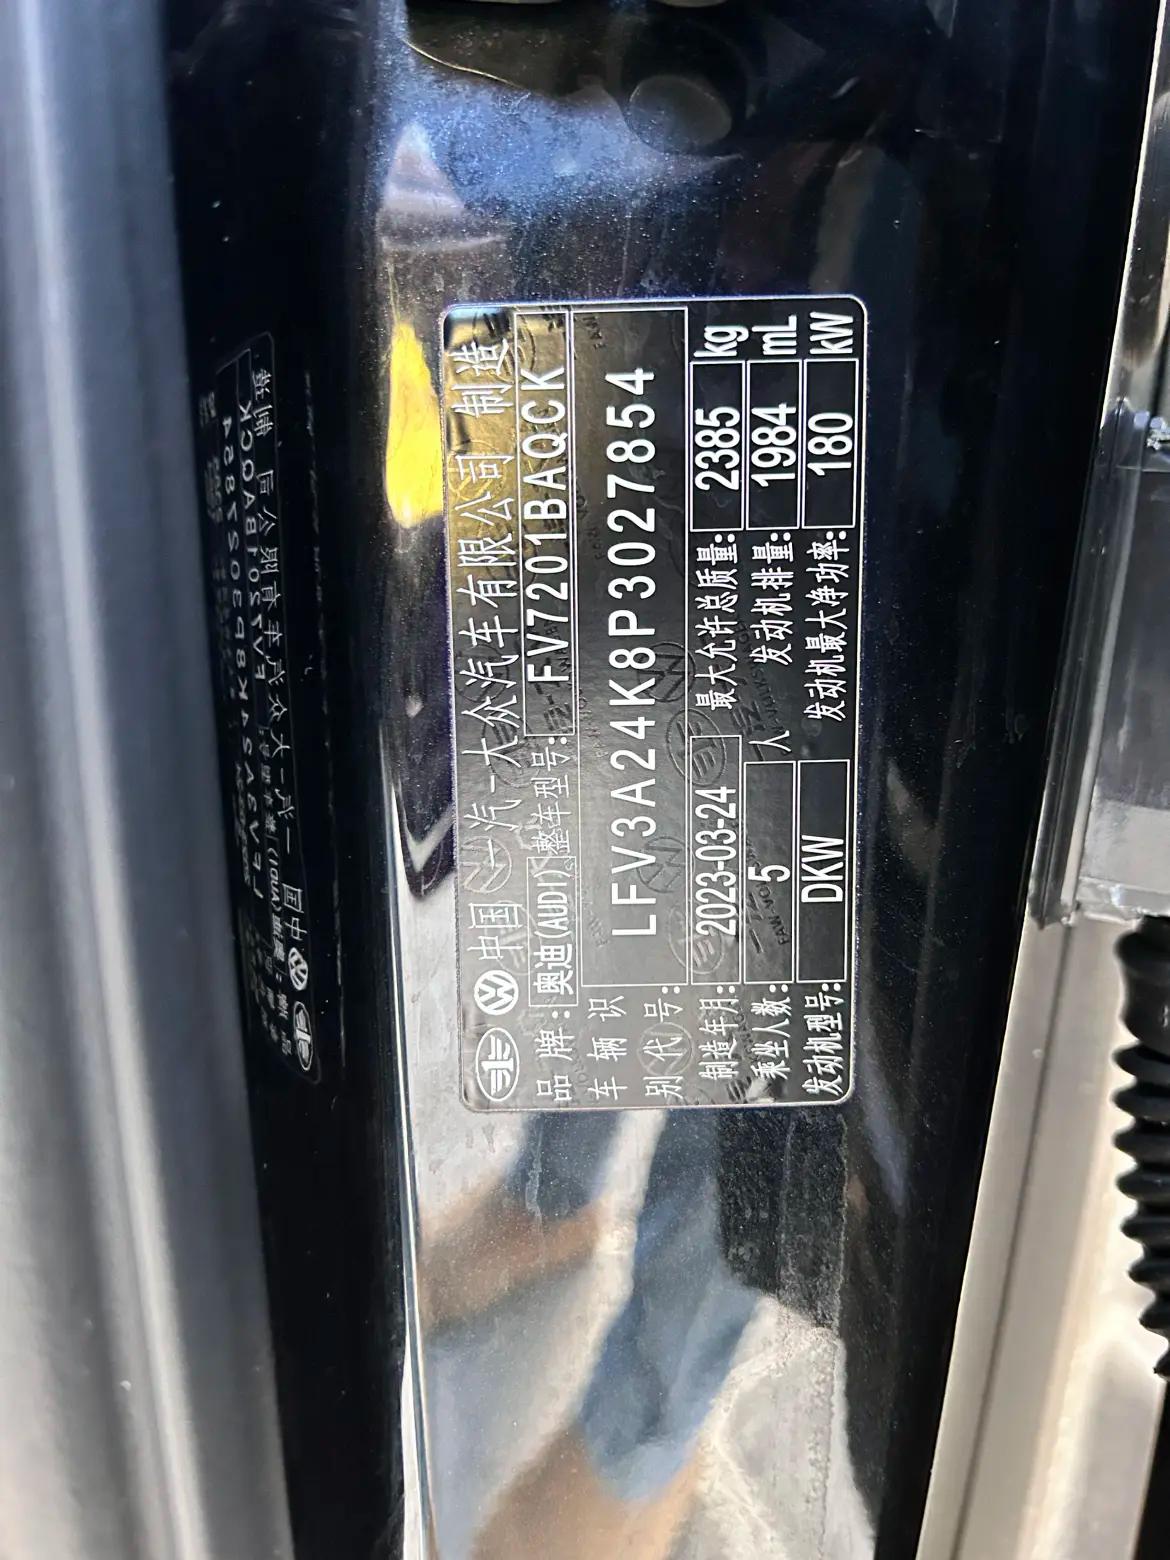 中国 一汽-大众汽车有限公司 制造
品牌: 奥迪(AUDI) 整车型号: FV7201BAQCK
车辆识别代号: LFV3A24K8P3027854
制造年月: 2023-03-24 最大允许总质量: 2385 kg
乘坐人数: 5 人 发动机排量: 1984 mL
发动机型号: DKW 发动机最大净功率: 180 kW